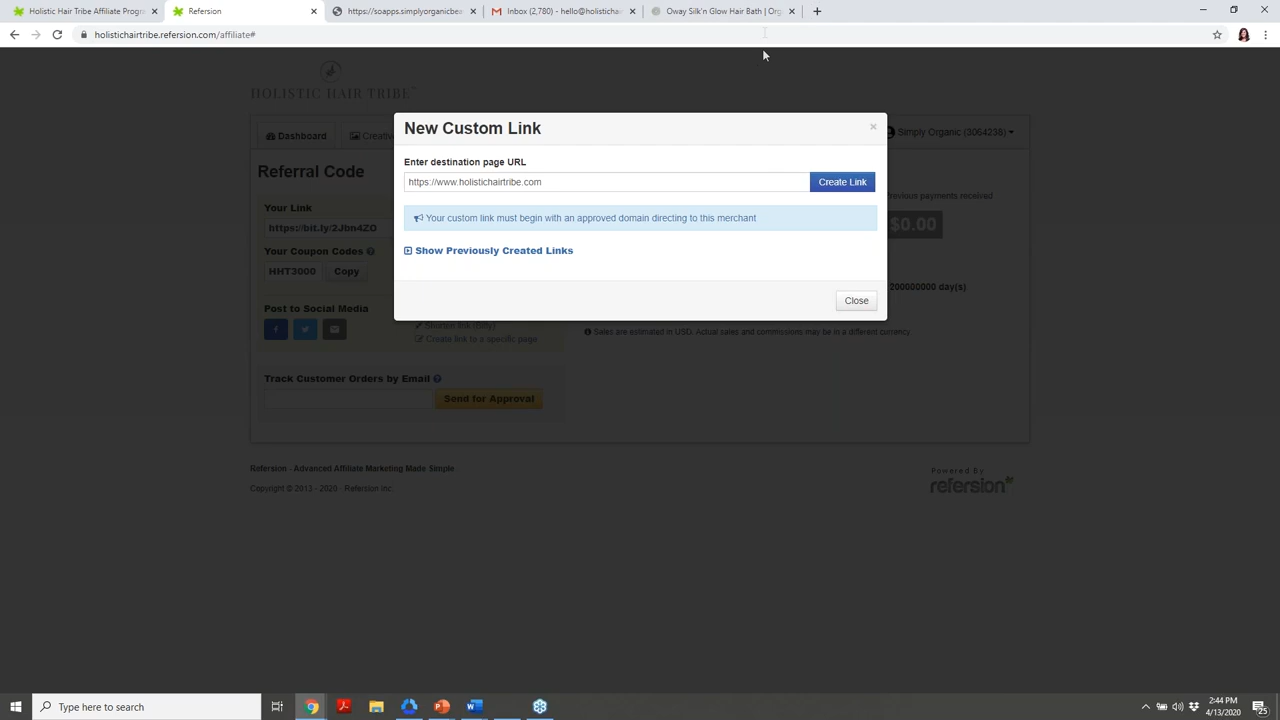 Holistic Hair Tribe Affiliate Progra
Refersion
https://soapps.simplyorganicbea
Inbox (2,780) - hello@holistichai
Oway Silk'n Glow Hair Bath | Org
holistichairtribe.refersion.com/affiliate#
HOLISTIC HAIR TRIBE
Dashboard
Creativ
Simply Organic (3064238)
New Custom Link
Enter destination page URL
https://www.holistichairtribe.com
Create Link
Your custom link must begin with an approved domain directing to this merchant
Show Previously Created Links
Close
Referral Code
Your Link
https://bit.ly/2Jbn4ZO
Your Coupon Codes
HHT3000
Copy
Post to Social Media
Shorten link (Bitly)
Create link to a specific page
Previous payments received
$0.00
200000000 day(s)
Sales are estimated in USD. Actual sales and commissions may be in a different currency.
Track Customer Orders by Email
Send for Approval
Refersion - Advanced Affiliate Marketing Made Simple
Copyright © 2013 - 2020 - Refersion Inc.
Powered by
refersion
Type here to search
2:44 PM
4/13/2020
25